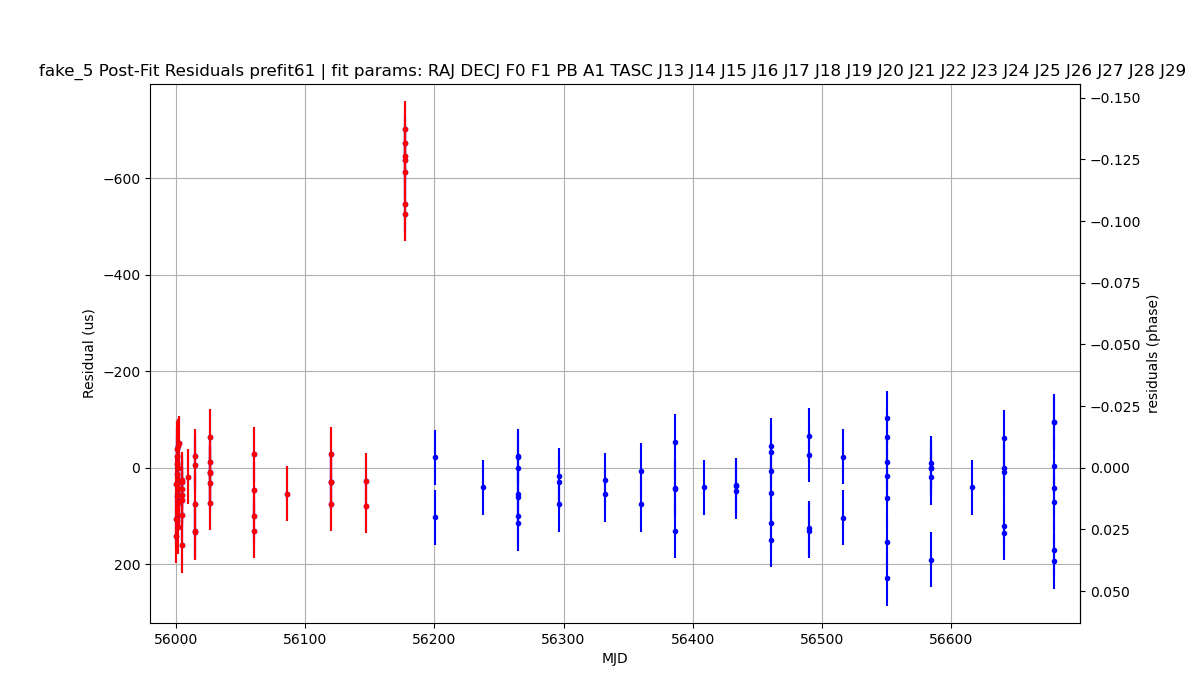 fake_5 Post-Fit Residuals prefit61 | fit params: RAJ DECJ F0 F1 PB A1 TASC J13 J14 J15 J16 J17 J18 J19 J20 J21 J22 J23 J24 J25 J26 J27 J28 J29
−600
−400
−200
0
200
Residual (us)
−0.150
−0.125
−0.100
−0.075
−0.050
−0.025
0.000
0.025
0.050
residuals (phase)
56000 56100 56200 56300 56400 56500 56600
MJD